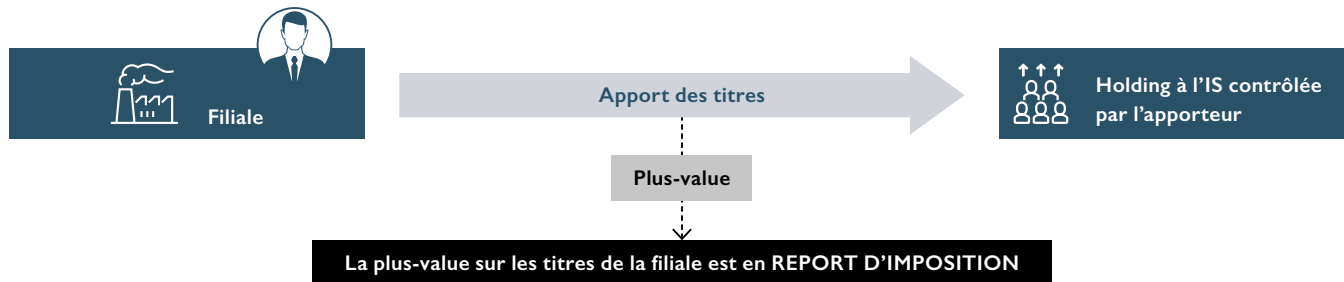 Filiale
Apport des titres
Holding à l’IS contrôlée
par l’apporteur
Plus-value
La plus-value sur les titres de la filiale est en REPORT D’IMPOSITION